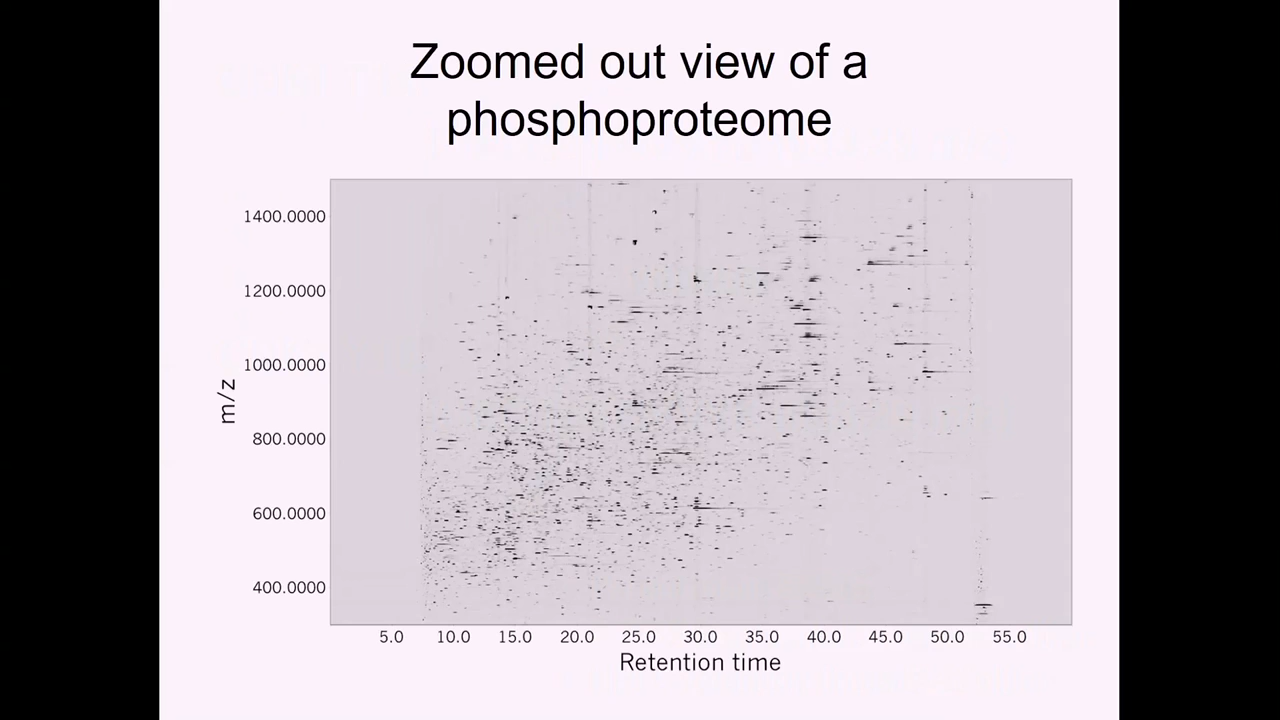 Zoomed out view of a
phosphoproteome
m/z
1400.0000
1200.0000
1000.0000
800.0000
600.0000
400.0000
5.0 10.0 15.0 20.0 25.0 30.0 35.0 40.0 45.0 50.0 55.0
Retention time